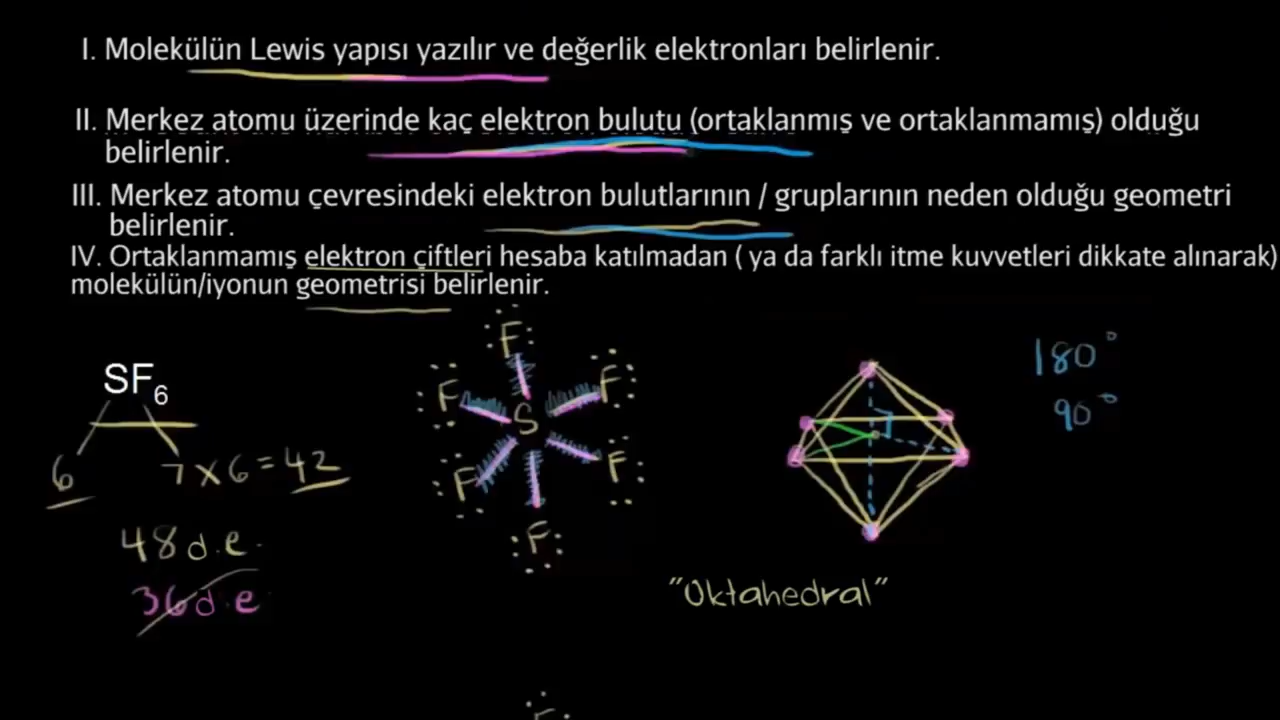 I. Molekülün Lewis yapısı yazılır ve değerlik elektronları belirlenir.
II. Merkez atomu üzerinde kaç elektron bulutu (ortaklanmış ve ortaklanmamış) olduğu
belirlenir.
III. Merkez atomu çevresindeki elektron bulutlarının / gruplarının neden olduğu geometri
belirlenir.
IV. Ortaklanmamış elektron çiftleri hesaba katılmadan ( ya da farklı itme kuvvetleri dikkate alınarak)
molekülün/iyonun geometrisi belirlenir.
SF₆
6 7 x 6 = 42
48 d.e.
36 d.e
F
F F
S
F F
F
"Oktahedral"
180°
90°
F